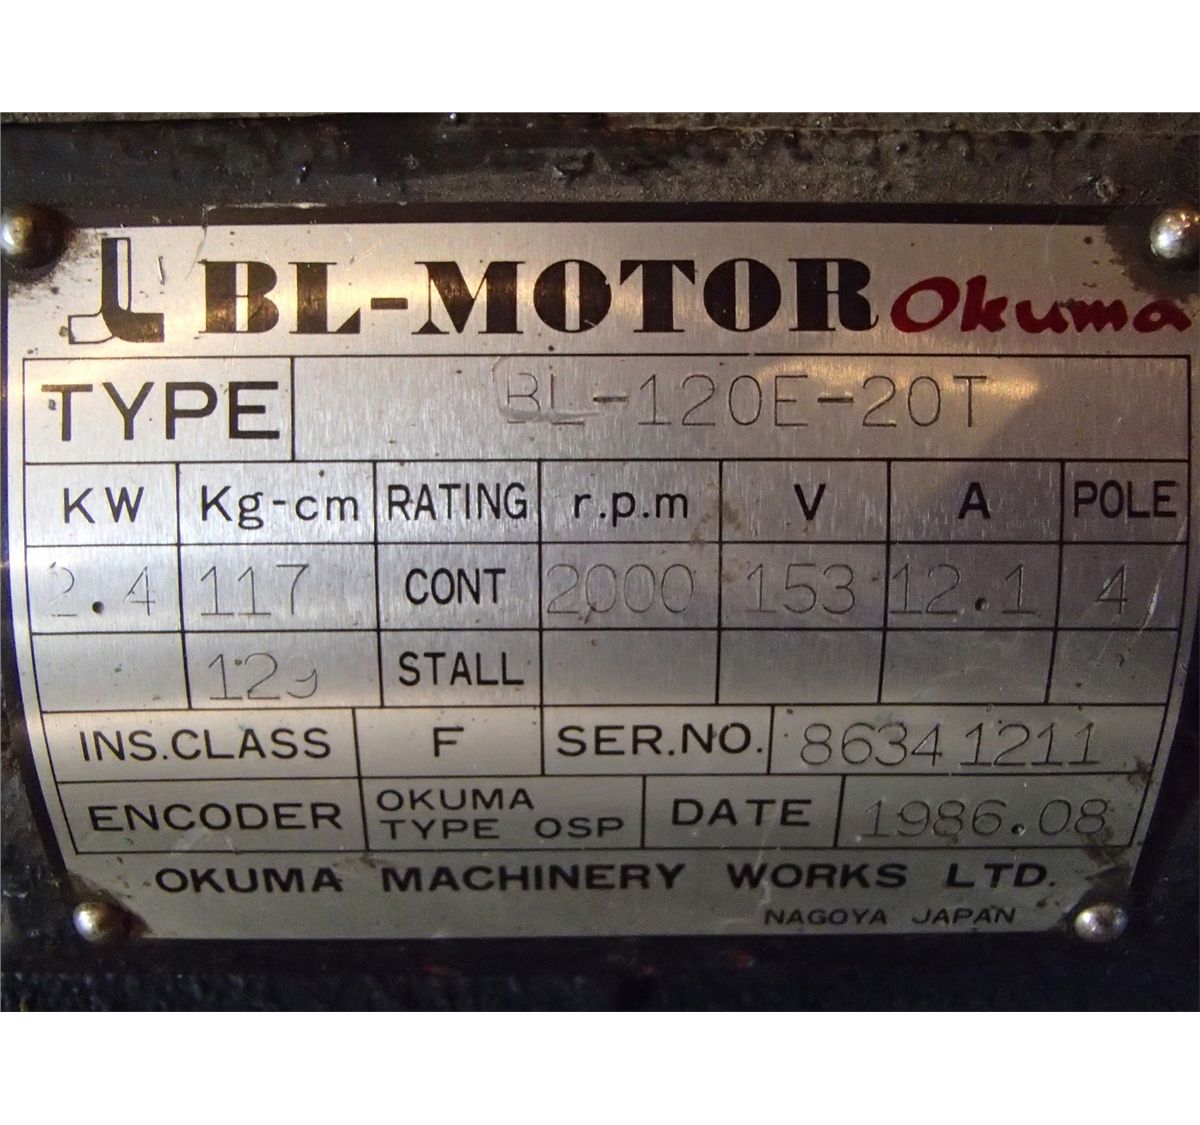 BL-MOTOR Okuma
TYPE BL-120E-20T
KW Kg-cm RATING r.p.m V A POLE
2.4 117 CONT 2000 153 12.1 4
129 STALL
INS.CLASS F SER.NO. 86341211
ENCODER OKUMA TYPE OSP DATE 1986.08
OKUMA MACHINERY WORKS LTD.
NAGOYA JAPAN